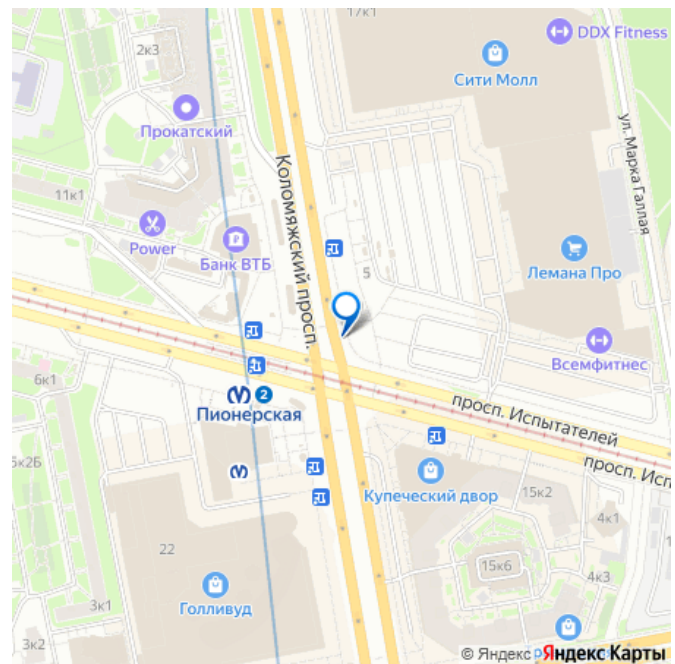 17к1
DDX Fitness
2к3
Сити Молл
Прокатский
ул. Марка Галлая
Коломяжский просп.
11к1
Power
Банк ВТБ
5
Лемана Про
Всемфитнес
6к1
2
Пионерская
просп. Испытателей
просп. Исп
5к2Б
Купеческий двор
15к2
4к1
22
15к6
4к3
1
Голливуд
3к1
3к2
© Яндекс
Яндекс Карты